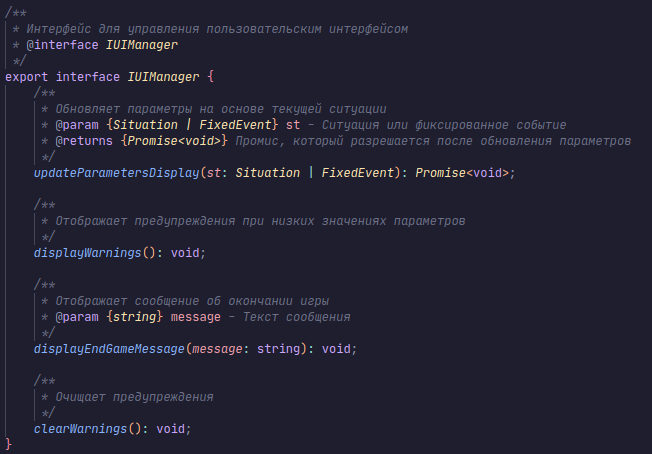 /**
 * Интерфейс для управления пользовательским интерфейсом
 * @interface IUIManager
 */
export interface IUIManager {
    /**
     * Обновляет параметры на основе текущей ситуации
     * @param {Situation | FixedEvent} st – Ситуация или фиксированное событие
     * @returns {Promise<void>} Промис, который разрешается после обновления параметров
     */
    updateParametersDisplay(st: Situation | FixedEvent): Promise<void>;

    /**
     * Отображает предупреждения при низких значениях параметров
     */
    displayWarnings(): void;

    /**
     * Отображает сообщение об окончании игры
     * @param {string} message – Текст сообщения
     */
    displayEndGameMessage(message: string): void;

    /**
     * Очищает предупреждения
     */
    clearWarnings(): void;
}